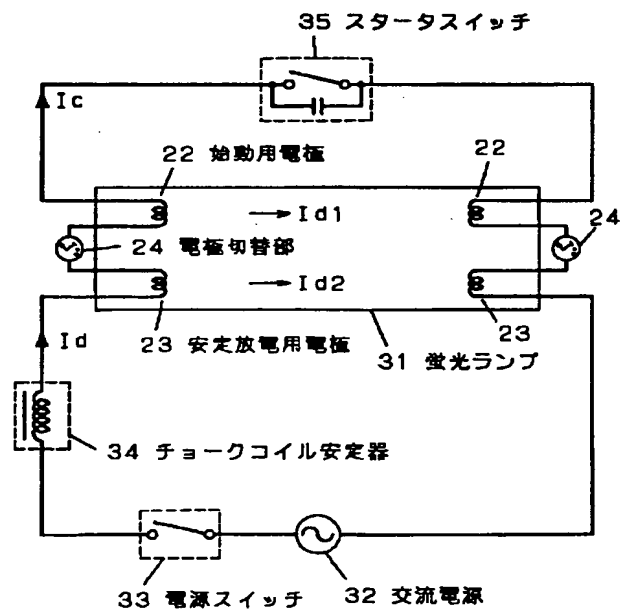 35 スタータスイッチ
Ic
22 始動用電極
22
Id1
24 電極切替部
24
Id2
Id
23 安定放電用電極
23
31 蛍光ランプ
34 チョークコイル安定器
33 電源スイッチ
32 交流電源